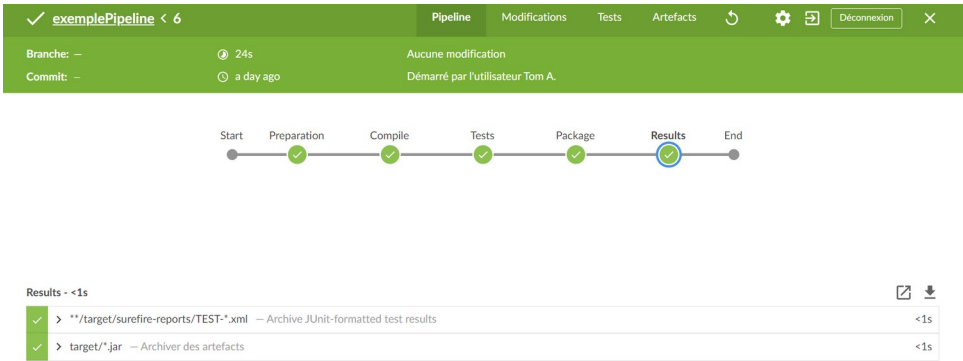 exemplePipeline < 6 Pipeline Modifications Tests Artefacts Déconnexion
Branche: — 24s Aucune modification
Commit: — a day ago Démarré par l'utilisateur Tom A.
Start Preparation Compile Tests Package Results End
Results - <1s
**/target/surefire-reports/TEST-*.xml — Archive JUnit-formatted test results <1s
target/*.jar — Archiver des artefacts <1s